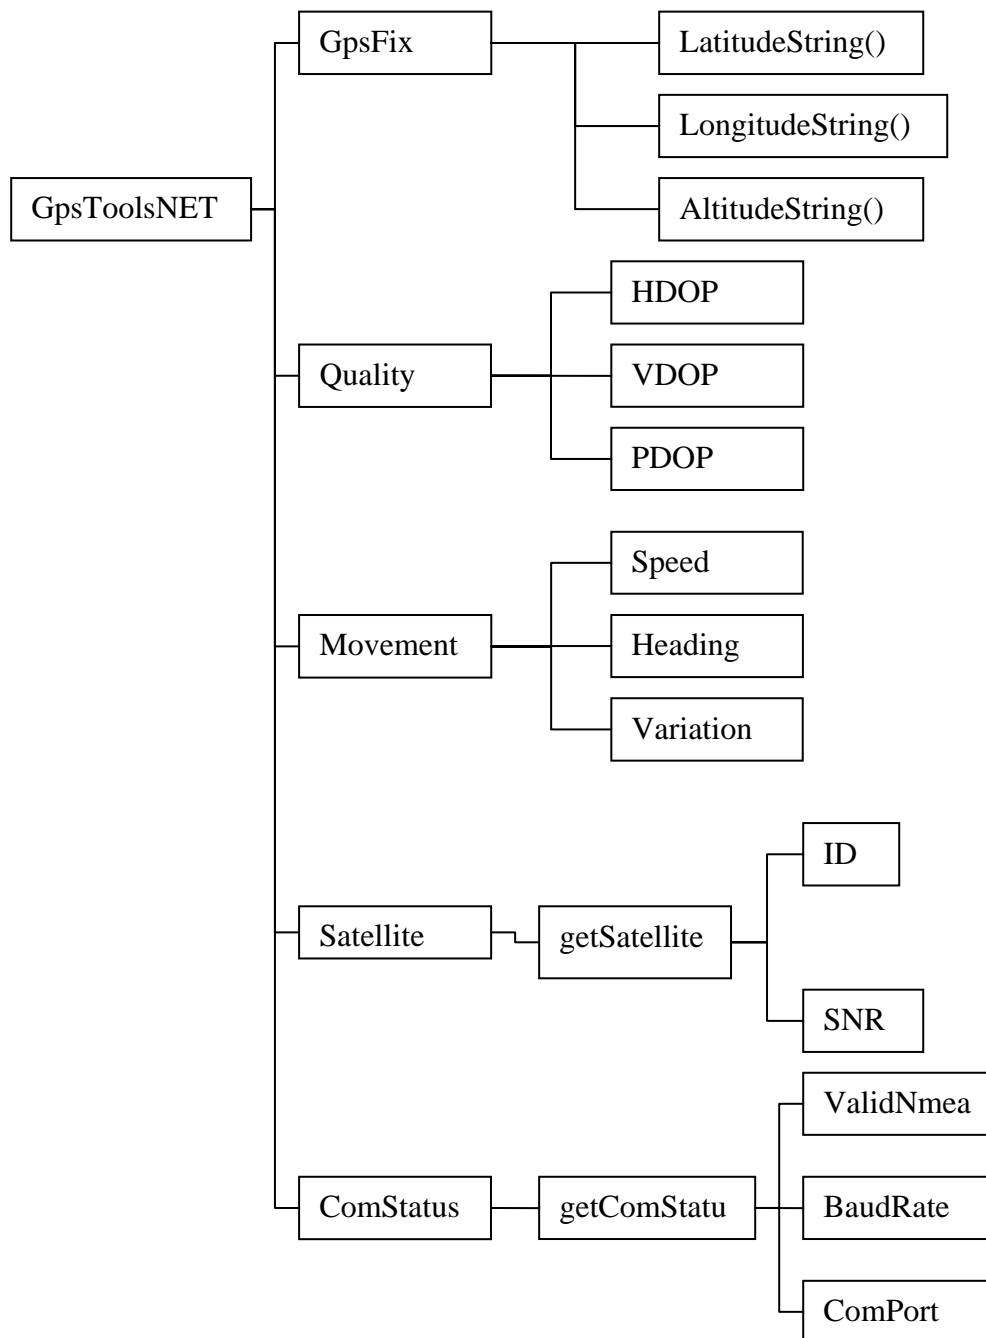 GpsToolsNET
GpsFix
LatitudeString()
LongitudeString()
AltitudeString()
Quality
HDOP
VDOP
PDOP
Movement
Speed
Heading
Variation
Satellite
getSatellite
ID
SNR
ComStatus
getComStatu
ValidNmea
BaudRate
ComPort